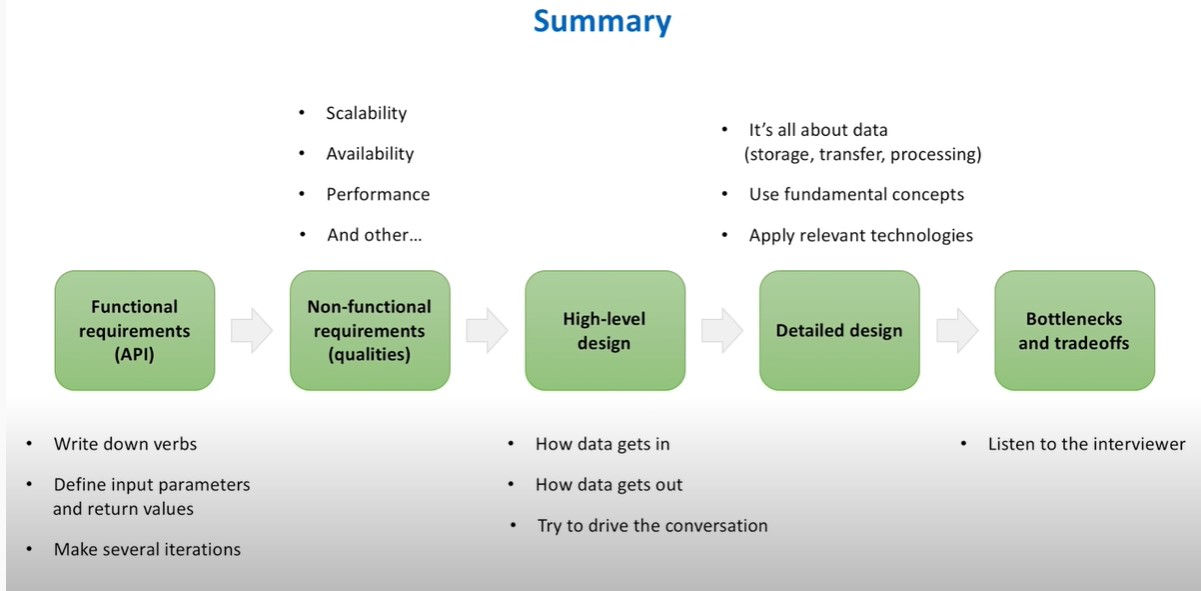 Summary
• Scalability
• Availability
• Performance
• And other...
• It's all about data
(storage, transfer, processing)
• Use fundamental concepts
• Apply relevant technologies
Functional
requirements
(API)
Non-functional
requirements
(qualities)
High-level
design
Detailed design
Bottlenecks
and tradeoffs
• Write down verbs
• Define input parameters
and return values
• Make several iterations
• How data gets in
• How data gets out
• Try to drive the conversation
• Listen to the interviewer